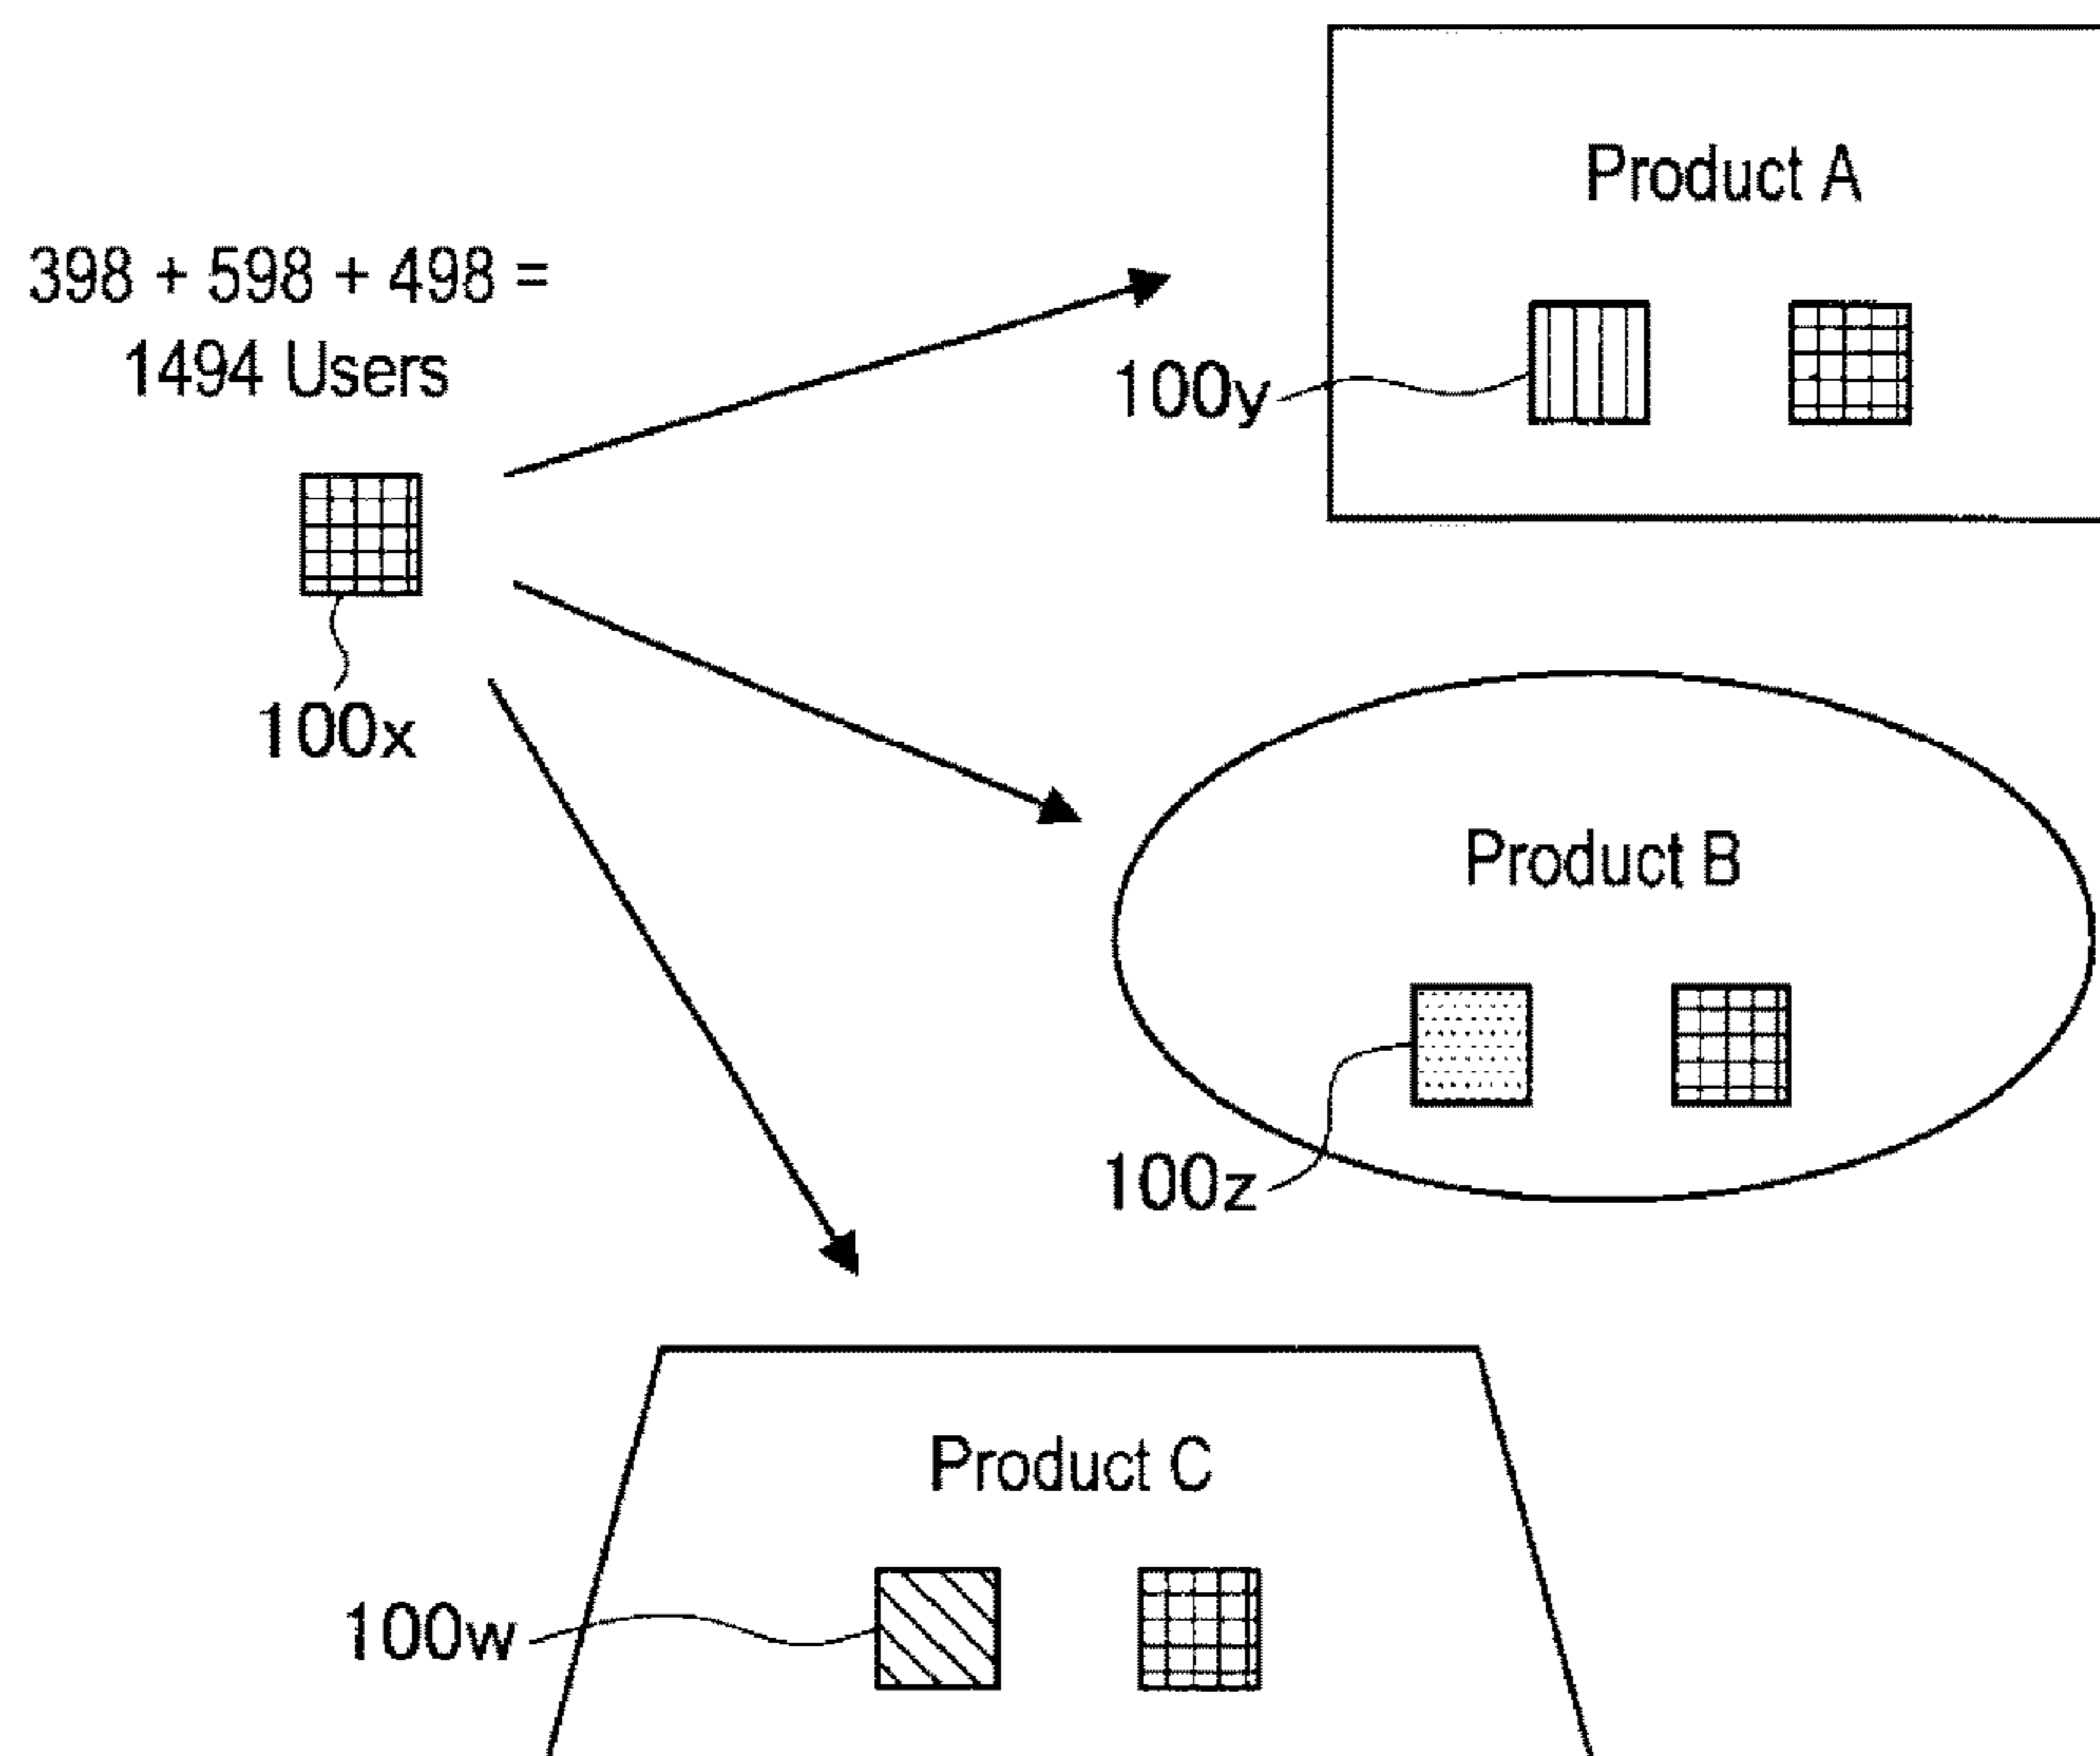 398 + 598 + 498 =
1494 Users
100x
Product A
100y
Product B
100z
Product C
100w